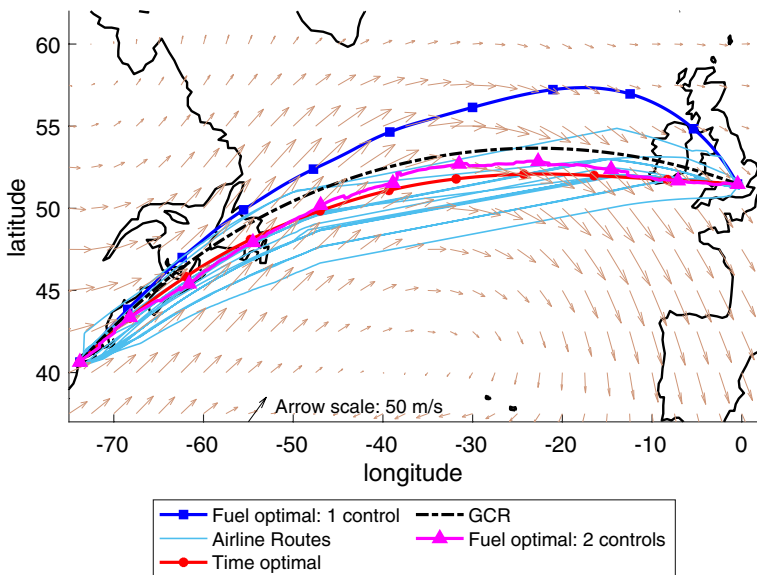 60
55
50
45
40
latitude
Arrow scale: 50 m/s
-70 -60 -50 -40 -30 -20 -10 0
longitude
Fuel optimal: 1 control
Airline Routes
Time optimal
GCR
Fuel optimal: 2 controls